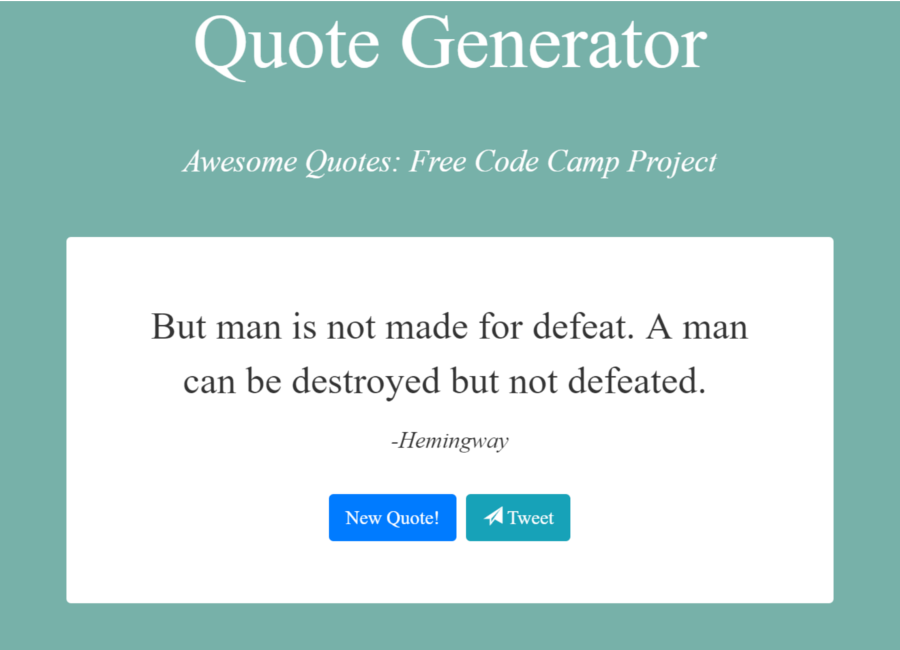 Quote Generator
Awesome Quotes: Free Code Camp Project
But man is not made for defeat. A man
can be destroyed but not defeated.
-Hemingway
New Quote! Tweet